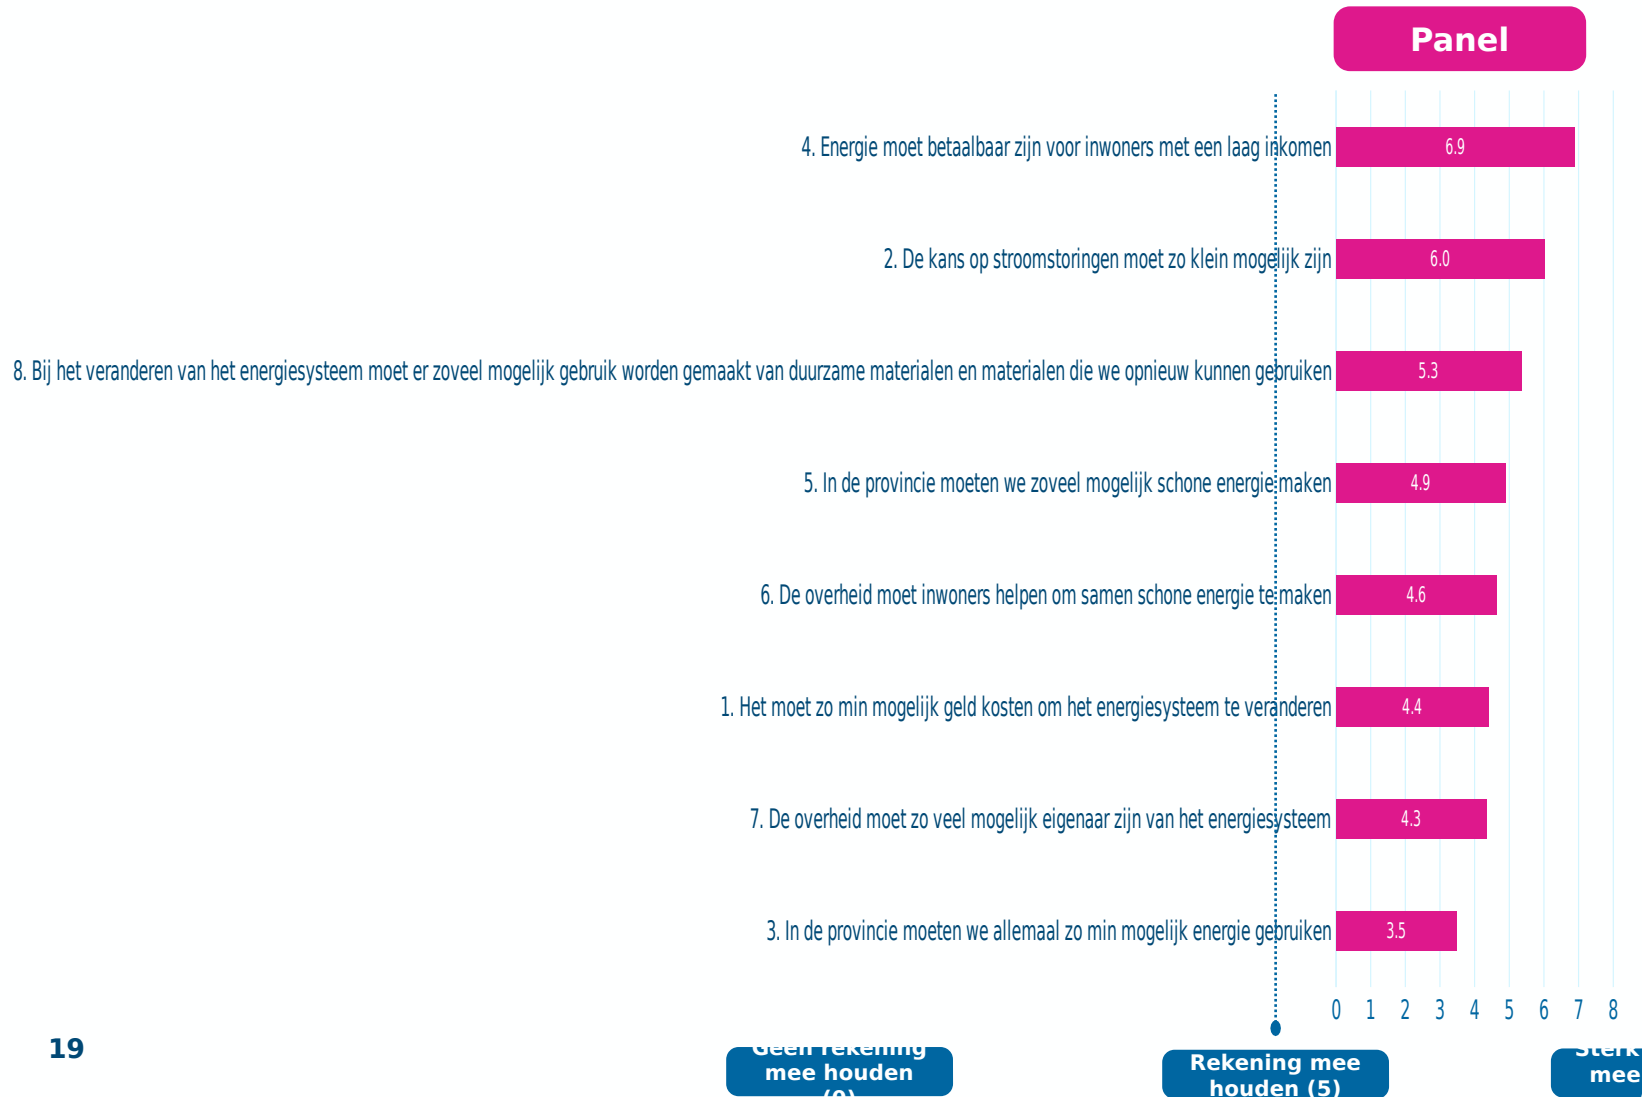 Panel
4. Energie moet betaalbaar zijn voor inwoners met een laag inkomen
6.9
2. De kans op stroomstoringen moet zo klein mogelijk zijn
6.0
8. Bij het veranderen van het energiesysteem moet er zoveel mogelijk gebruik worden gemaakt van duurzame materialen en materialen die we opnieuw kunnen gebruiken
5.3
5. In de provincie moeten we zoveel mogelijk schone energie maken
4.9
6. De overheid moet inwoners helpen om samen schone energie te maken
4.6
1. Het moet zo min mogelijk geld kosten om het energiesysteem te veranderen
4.4
7. De overheid moet zo veel mogelijk eigenaar zijn van het energiesysteem
4.3
3. In de provincie moeten we allemaal zo min mogelijk energie gebruiken
3.5
0 1 2 3 4 5 6 7 8
19
Geen rekening
mee houden
(0)
Rekening mee
houden (5)
Sterk
mee